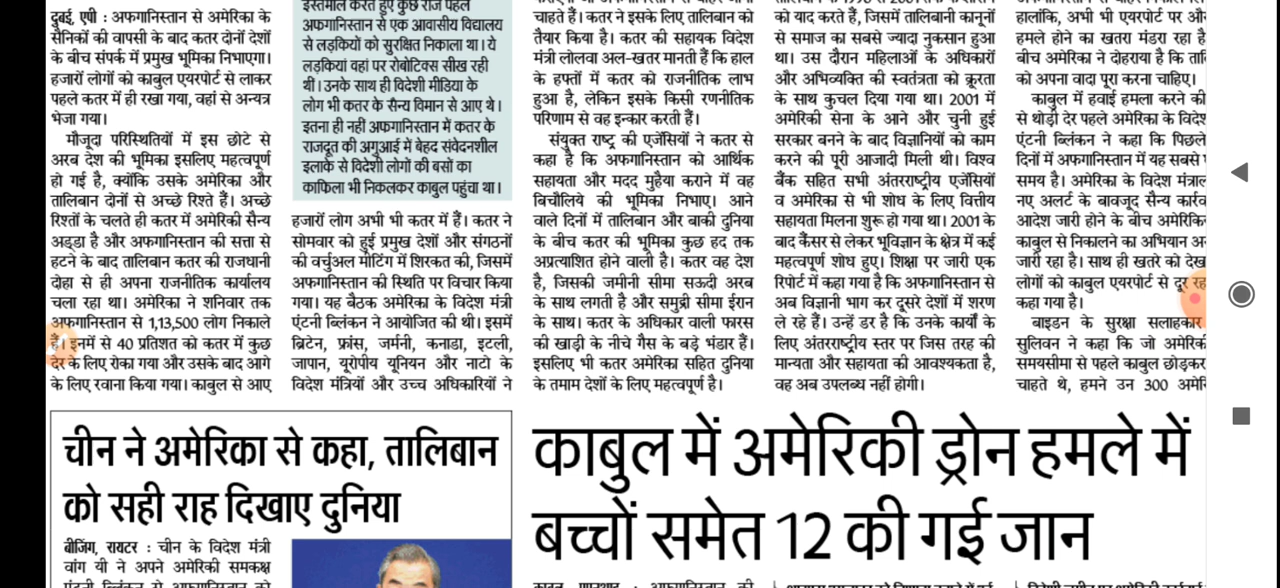 दुबई, एपी : अफगानिस्तान से अमेरिका के
सैनिकों की वापसी के बाद कतर दोनों देशों
के बीच संपर्क में प्रमुख भूमिका निभाएगा।
हजारों लोगों को काबुल एयरपोर्ट से लाकर
पहले कतर में ही रखा गया, वहां से अन्यत्र
भेजा गया।
मौजूदा परिस्थितियों में इस छोटे से
अरब देश की भूमिका इसलिए महत्वपूर्ण
हो गई है, क्योंकि उसके अमेरिका और
तालिबान दोनों से अच्छे रिश्ते हैं। अच्छे
रिश्तों के चलते ही कतर में अमेरिकी सैन्य
अड्डा है और अफगानिस्तान की सत्ता से
हटने के बाद तालिबान कतर की राजधानी
दोहा से ही अपना राजनीतिक कार्यालय
चला रहा था। अमेरिका ने शनिवार तक
अफगानिस्तान से 1,13,500 लोग निकाले
हैं। इनमें से 40 प्रतिशत को कतर में कुछ
देर के लिए रोका गया और उसके बाद आगे
के लिए रवाना किया गया। काबुल से आए
इस्तेमाल करते हुए कुछ रोज पहले
अफगानिस्तान से एक आवासीय विद्यालय
से लड़कियों को सुरक्षित निकाला था। ये
लड़कियां वहां पर रोबोटिक्स सीख रही
थीं। उनके साथ ही विदेशी मीडिया के
लोग भी कतर के सैन्य विमान से आए थे।
इतना ही नहीं अफगानिस्तान में कतर के
राजदूत की अगुआई में बेहद संवेदनशील
इलाके से विदेशी लोगों की बसों का
काफिला भी निकलकर काबुल पहुंचा था।
हजारों लोग अभी भी कतर में हैं। कतर ने
सोमवार को हुई प्रमुख देशों और संगठनों
की वर्चुअल मीटिंग में शिरकत की, जिसमें
अफगानिस्तान की स्थिति पर विचार किया
गया। यह बैठक अमेरिका के विदेश मंत्री
एंटनी ब्लिंकन ने आयोजित की थी। इसमें
ब्रिटेन, फ्रांस, जर्मनी, कनाडा, इटली,
जापान, यूरोपीय यूनियन और नाटो के
विदेश मंत्रियों और उच्च अधिकारियों ने
चाहते हैं। कतर ने इसके लिए तालिबान को
तैयार किया है। कतर की सहायक विदेश
मंत्री लोलवा अल-खतर मानती हैं कि हाल
के हफ्तों में कतर को राजनीतिक लाभ
हुआ है, लेकिन इसके किसी रणनीतिक
परिणाम से वह इन्कार करती हैं।
संयुक्त राष्ट्र की एजेंसियों ने कतर से
कहा है कि अफगानिस्तान को आर्थिक
सहायता और मदद मुहैया कराने में वह
बिचौलिये की भूमिका निभाए। आने
वाले दिनों में तालिबान और बाकी दुनिया
के बीच कतर की भूमिका कुछ हद तक
अप्रत्याशित होने वाली है। कतर वह देश
है, जिसकी जमीनी सीमा सऊदी अरब
के साथ लगती है और समुद्री सीमा ईरान
के साथ। कतर के अधिकार वाली फारस
की खाड़ी के नीचे गैस के बड़े भंडार हैं।
इसलिए भी कतर अमेरिका सहित दुनिया
के तमाम देशों के लिए महत्वपूर्ण है।
को याद करते हैं, जिसमें तालिबानी कानूनों
से समाज का सबसे ज्यादा नुकसान हुआ
था। उस दौरान महिलाओं के अधिकारों
और अभिव्यक्ति की स्वतंत्रता को क्रूरता
के साथ कुचल दिया गया था। 2001 में
अमेरिकी सेना के आने और चुनी हुई
सरकार बनने के बाद विज्ञानियों को काम
करने की पूरी आजादी मिली थी। विश्व
बैंक सहित सभी अंतरराष्ट्रीय एजेंसियों
व अमेरिका से भी शोध के लिए वित्तीय
सहायता मिलना शुरू हो गया था। 2001 के
बाद कैंसर से लेकर भूविज्ञान के क्षेत्र में कई
महत्वपूर्ण शोध हुए। शिक्षा पर जारी एक
रिपोर्ट में कहा गया है कि अफगानिस्तान से
अब विज्ञानी भाग कर दूसरे देशों में शरण
ले रहे हैं। उन्हें डर है कि उनके कार्यों के
लिए अंतरराष्ट्रीय स्तर पर जिस तरह की
मान्यता और सहायता की आवश्यकता है,
वह अब उपलब्ध नहीं होगी।
हालांकि, अभी भी एयरपोर्ट पर और
हमले होने का खतरा मंडरा रहा है
बीच अमेरिका ने दोहराया है कि
को अपना वादा पूरा करना चाहिए।
काबुल में हवाई हमला करने की
से थोड़ी देर पहले अमेरिका के
एंटनी ब्लिंकन ने कहा कि पिछले
दिनों में अफगानिस्तान में यह सबसे
समय है। अमेरिका के विदेश
नए अलर्ट के बावजूद सैन्य
आदेश जारी होने के बीच
काबुल से निकालने का अभियान
जारी रहा है। साथ ही खतरे को
लोगों को काबुल एयरपोर्ट से दूर
कहा गया है।
बाइडन के सुरक्षा सलाहकार
सुलिवन ने कहा कि जो
समयसीमा से पहले काबुल छोड़कर
चाहते थे, हमने उन 300
चीन ने अमेरिका से कहा, तालिबान
को सही राह दिखाए दुनिया
बीजिंग, रायटर : चीन के विदेश मंत्री
वांग यी ने अपने अमेरिकी समकक्ष
काबुल में अमेरिकी ड्रोन हमले में
बच्चों समेत 12 की गई जान